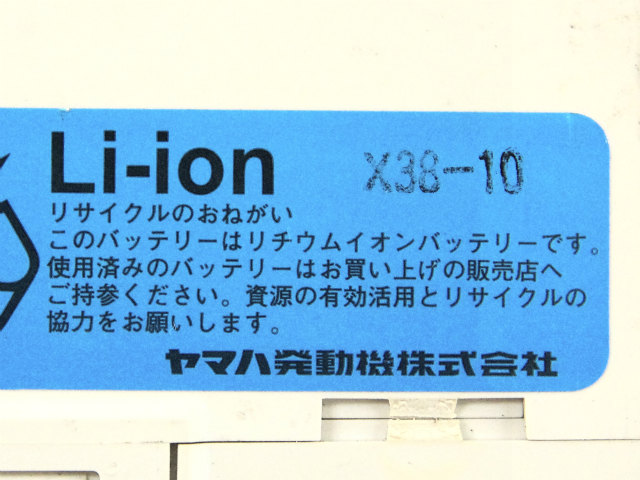 Li-ion X38-10
リサイクルのおねがい
このバッテリーはリチウムイオンバッテリーです。
使用済みのバッテリーはお買い上げの販売店へ
ご持参ください。資源の有効活用とリサイクルの
協力をお願いします。
ヤマハ発動機株式会社